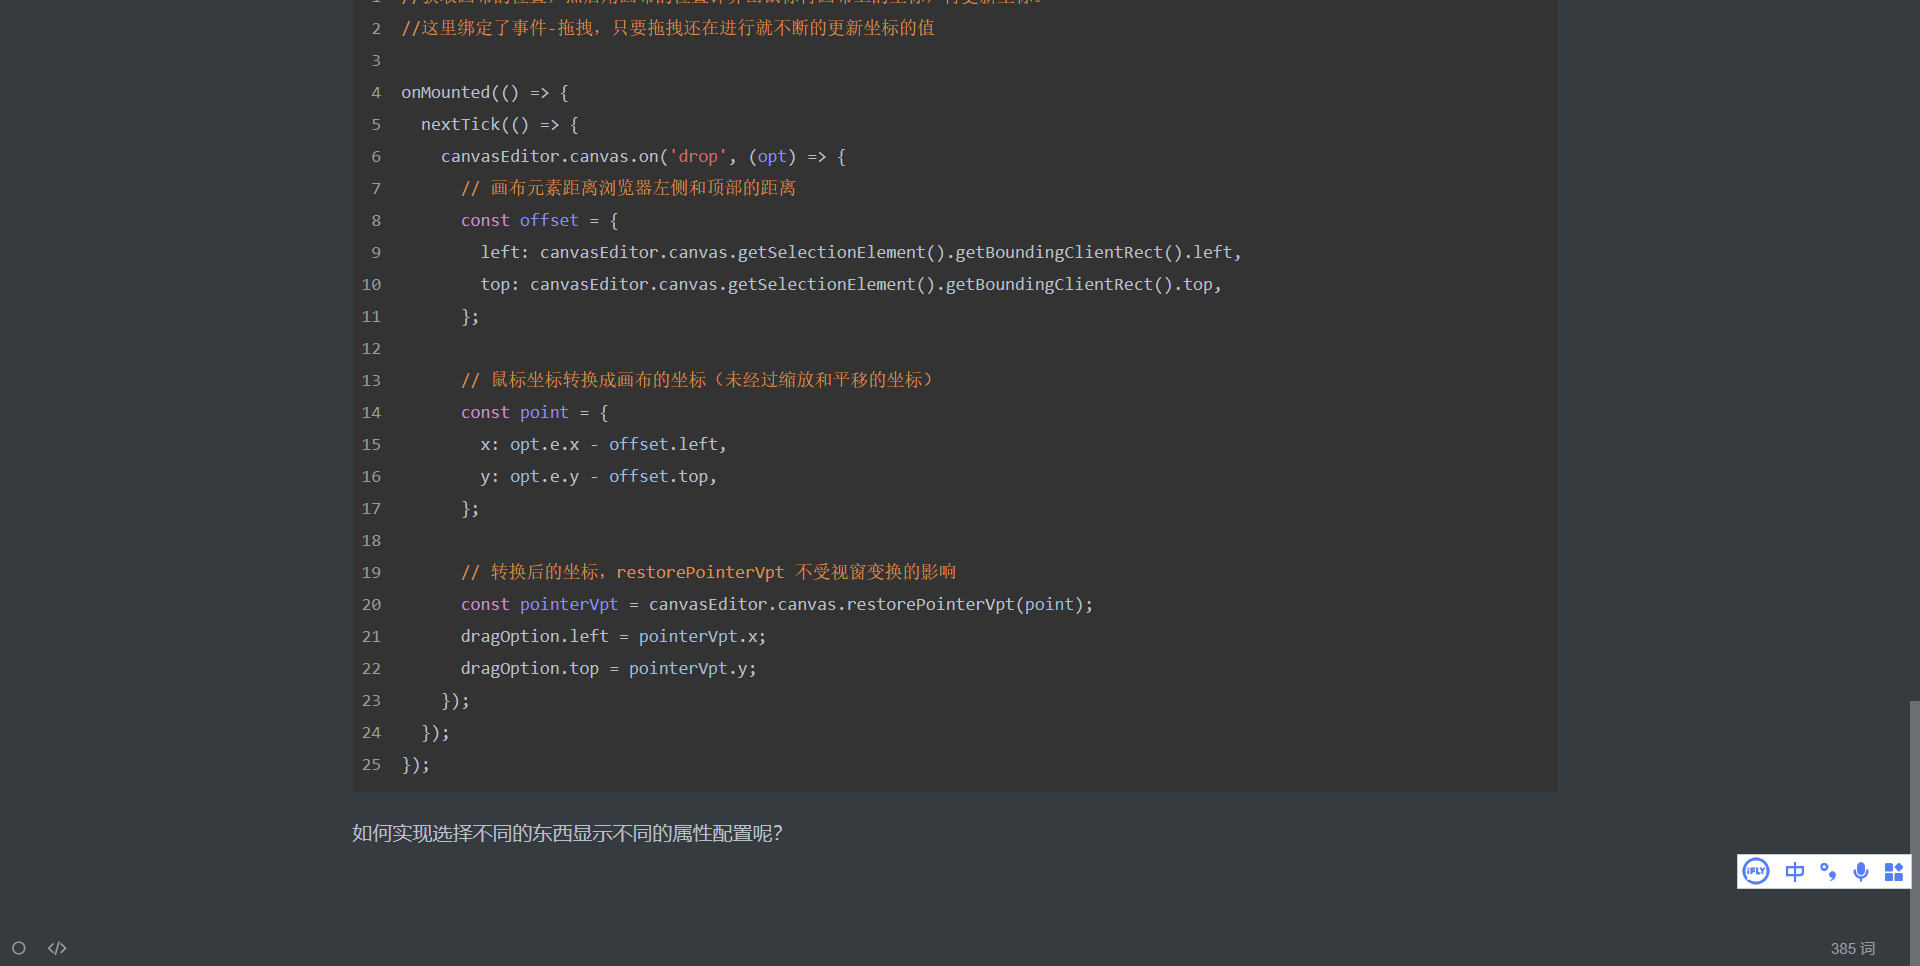 2 //这里绑定了事件-拖拽，只要拖拽还在进行就不断的更新坐标的值
3
4 onMounted(() => {
5   nextTick(() => {
6     canvasEditor.canvas.on('drop', (opt) => {
7       // 画布元素距离浏览器左侧和顶部的距离
8       const offset = {
9         left: canvasEditor.canvas.getSelectionElement().getBoundingClientRect().left,
10         top: canvasEditor.canvas.getSelectionElement().getBoundingClientRect().top,
11       };
12
13       // 鼠标坐标转换成画布的坐标（未经过缩放和平移的坐标）
14       const point = {
15         x: opt.e.x - offset.left,
16         y: opt.e.y - offset.top,
17       };
18
19       // 转换后的坐标，restorePointerVpt 不受视窗变换的影响
20       const pointerVpt = canvasEditor.canvas.restorePointerVpt(point);
21       dragOption.left = pointerVpt.x;
22       dragOption.top = pointerVpt.y;
23     });
24   });
25 });
如何实现选择不同的东西显示不同的属性配置呢？
iFLY 中
</> 385 词